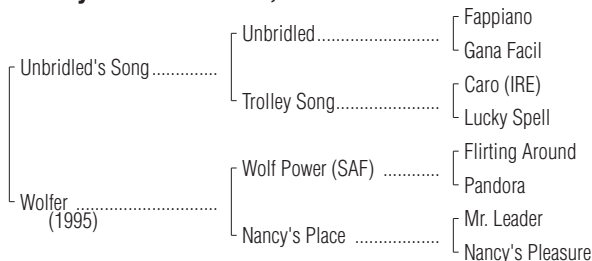 Fappiano
Unbridled
Gana Facil
Unbridled's Song
Caro (IRE)
Trolley Song
Lucky Spell
Flirting Around
Wolf Power (SAF)
Pandora
Wolfer
(1995)
Mr. Leader
Nancy's Place
Nancy's Pleasure